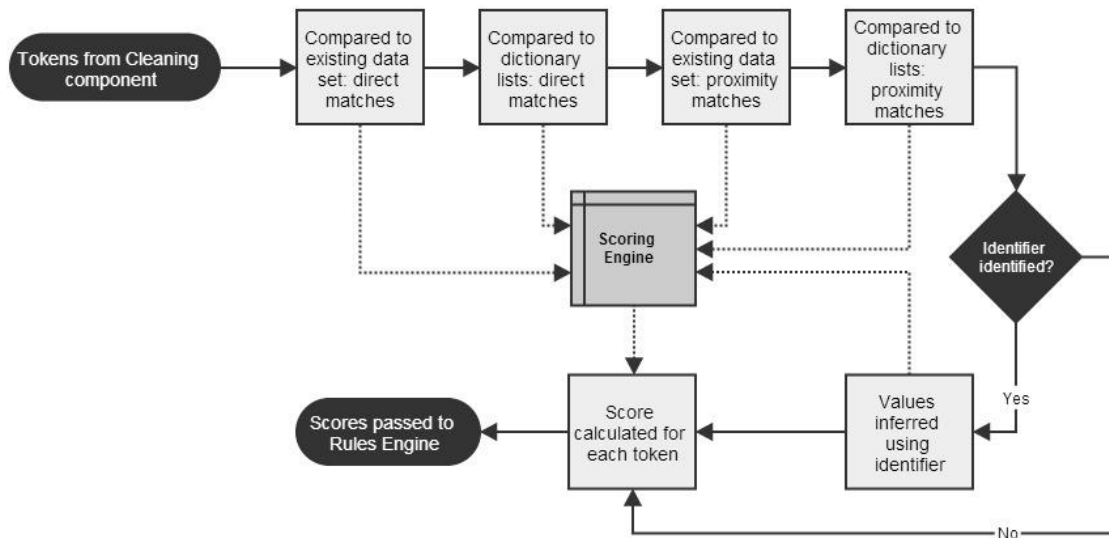 Tokens from Cleaning
component
Compared to
existing data
set: direct
matches
Compared to
dictionary
lists: direct
matches
Compared to
existing data
set: proximity
matches
Compared to
dictionary
lists:
proximity
matches
Scoring
Engine
Identifier
identified?
Yes
Values
inferred
using
identifier
Score
calculated for
each token
Scores passed to
Rules Engine
No